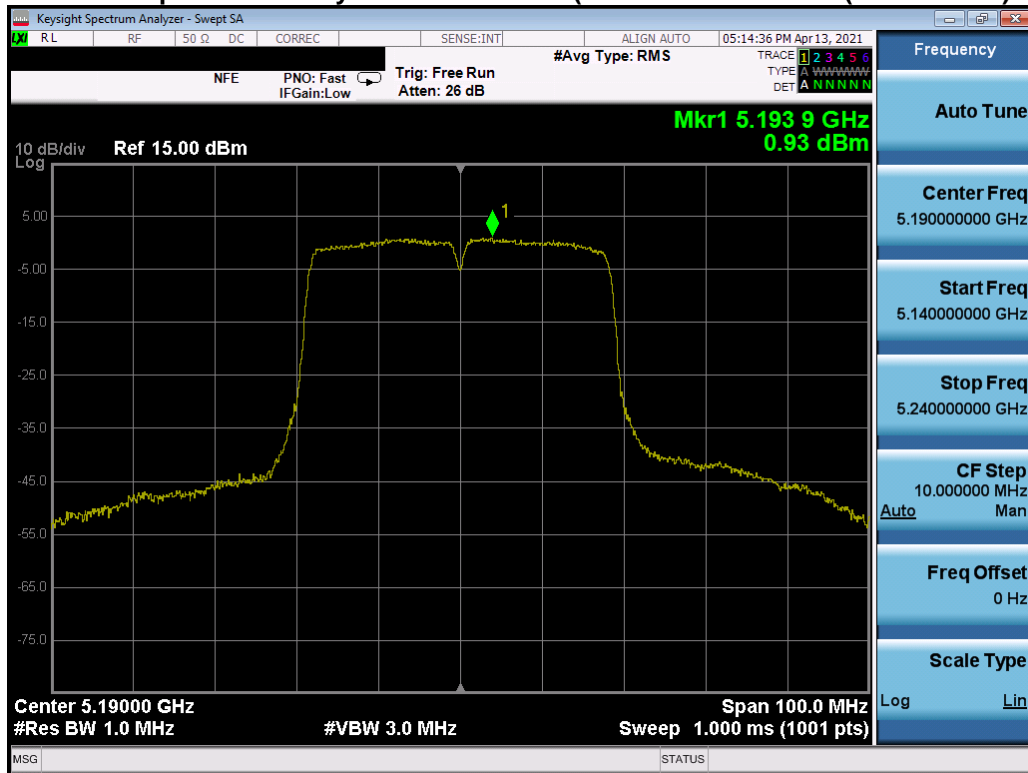 Keysight Spectrum Analyzer - Swept SA
LXI RL RF 50 Ω DC CORREC SENSE:INT ALIGN AUTO 05:14:36 PM Apr 13, 2021
#Avg Type: RMS TRACE 1 2 3 4 5 6
NFE PNO: Fast Trig: Free Run TYPE A WWWWW
IFGain:Low Atten: 26 dB DET A N N N N N
Mkr1 5.193 9 GHz
0.93 dBm
10 dB/div Ref 15.00 dBm
Log
1
5.00
-5.00
-15.0
-25.0
-35.0
-45.0
-55.0
-65.0
-75.0
Center 5.19000 GHz Span 100.0 MHz
#Res BW 1.0 MHz #VBW 3.0 MHz Sweep 1.000 ms (1001 pts)
MSG STATUS
Frequency
Auto Tune
Center Freq
5.190000000 GHz
Start Freq
5.140000000 GHz
Stop Freq
5.240000000 GHz
CF Step
10.000000 MHz
Auto Man
Freq Offset
0 Hz
Scale Type
Log Lin